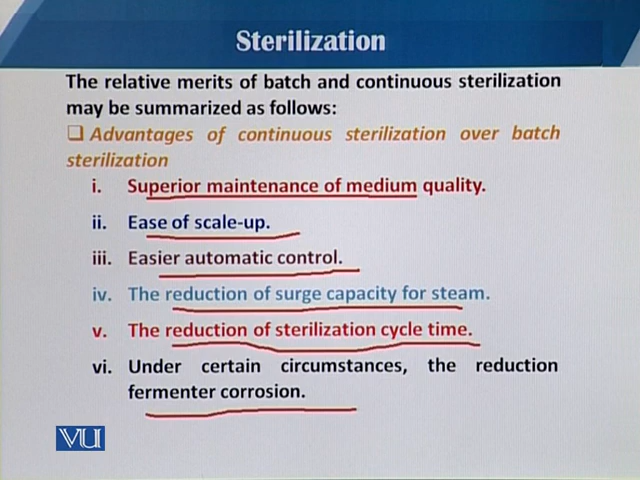 Sterilization
The relative merits of batch and continuous sterilization
may be summarized as follows:
❑ Advantages of continuous sterilization over batch
sterilization
i. Superior maintenance of medium quality.
ii. Ease of scale-up.
iii. Easier automatic control.
iv. The reduction of surge capacity for steam.
v. The reduction of sterilization cycle time.
vi. Under certain circumstances, the reduction
fermenter corrosion.
VU